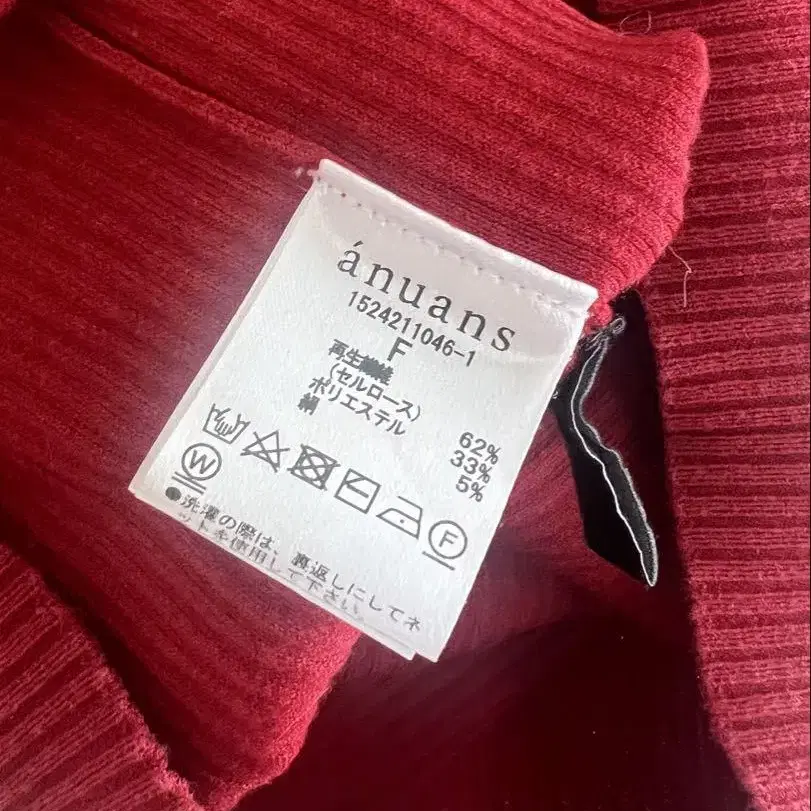 ánuans
1524211046-1
F
再生繊維
(セルロース) 62%
ポリエステル 33%
絹 5%
W
F
●洗濯の際は、裏返しにしてネ
ットを使用して下さい。